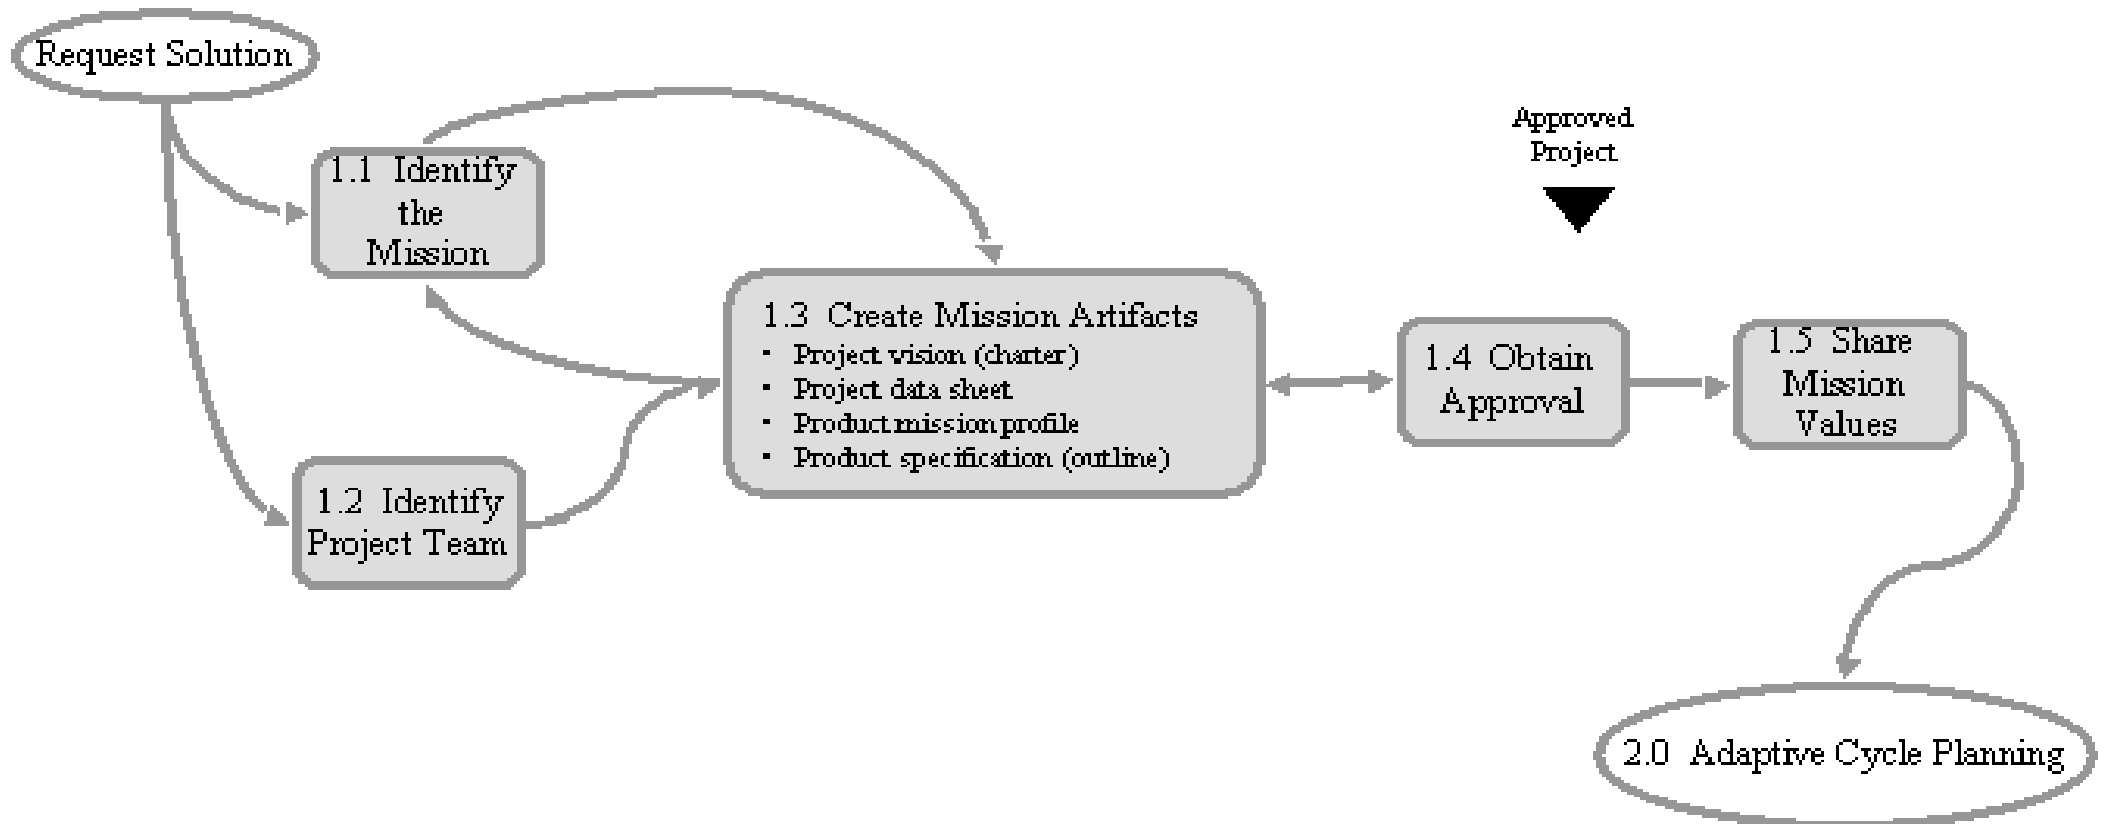 Request Solution
1.1 Identify
the
Mission
1.2 Identify
Project Team
1.3 Create Mission Artifacts
· Project vision (charter)
· Project data sheet
· Product mission profile
· Product specification (outline)
Approved
Project
1.4 Obtain
Approval
1.5 Share
Mission
Values
2.0 Adaptive Cycle Planning